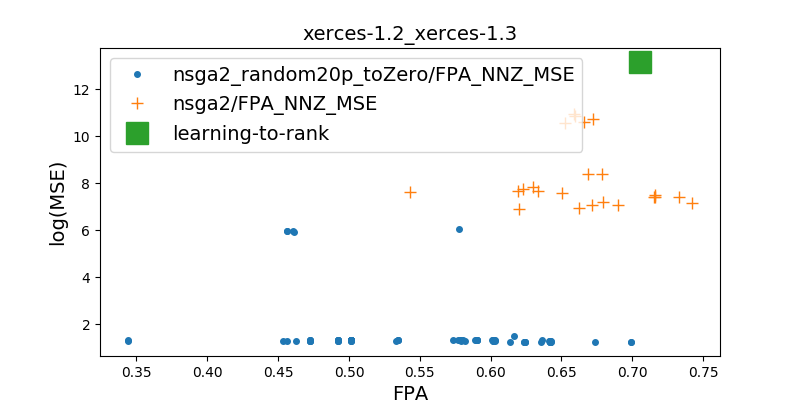 xerces-1.2_xerces-1.3
nsga2_random20p_toZero/FPA_NNZ_MSE
nsga2/FPA_NNZ_MSE
learning-to-rank
log(MSE)
12
10
8
6
4
2
0.35 0.40 0.45 0.50 0.55 0.60 0.65 0.70 0.75
FPA